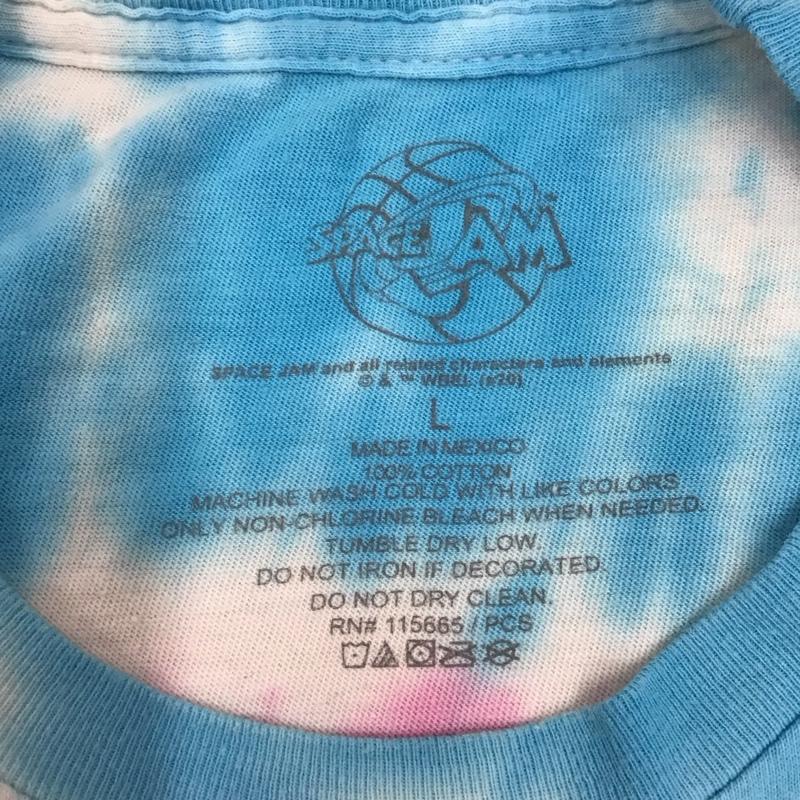 SPACE JAM
SPACE JAM and all related characters and elements
© & ™ WBEI. (s20)
L
MADE IN MEXICO
100% COTTON
MACHINE WASH COLD WITH LIKE COLORS
ONLY NON-CHLORINE BLEACH WHEN NEEDED.
TUMBLE DRY LOW.
DO NOT IRON IF DECORATED.
DO NOT DRY CLEAN.
RN# 115665 / PCS